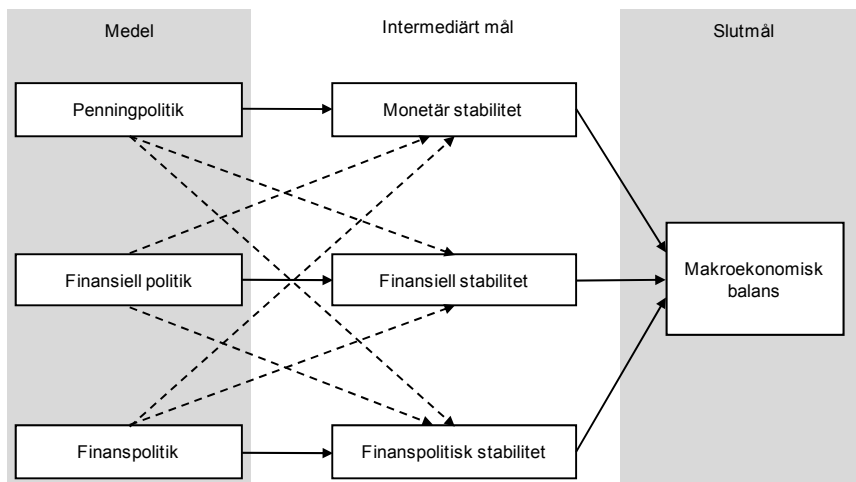 Medel
Intermediärt mål
Slutmål
Penningpolitik
Monetär stabilitet
Finansiell politik
Finansiell stabilitet
Makroekonomisk
balans
Finanspolitik
Finanspolitisk stabilitet